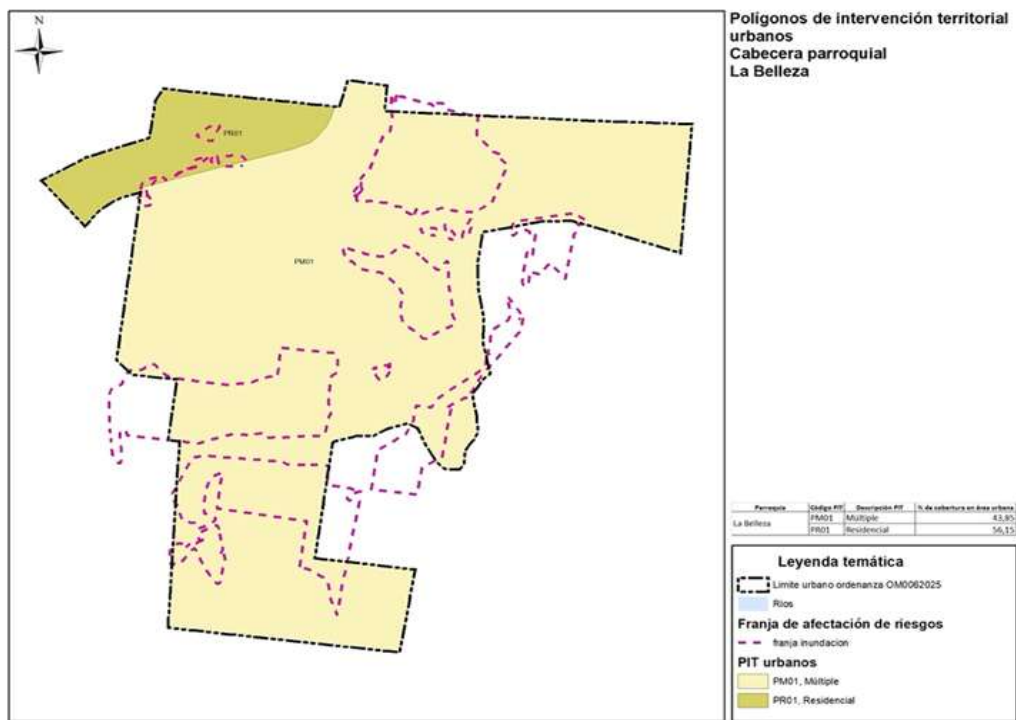 Polígonos de intervención territorial
urbanos
Cabecera parroquial
La Belleza
N
PR01
PM01
Parroquia Código PIT Descripción PIT % de cobertura en área urbana
La Belleza PM01 Múltiple 43,85
PR01 Residencial 56,15
Leyenda temática
Limite urbano ordenanza OM0062025
Rios
Franja de afectación de riesgos
franja inundacion
PIT urbanos
PM01, Múltiple
PR01, Residencial